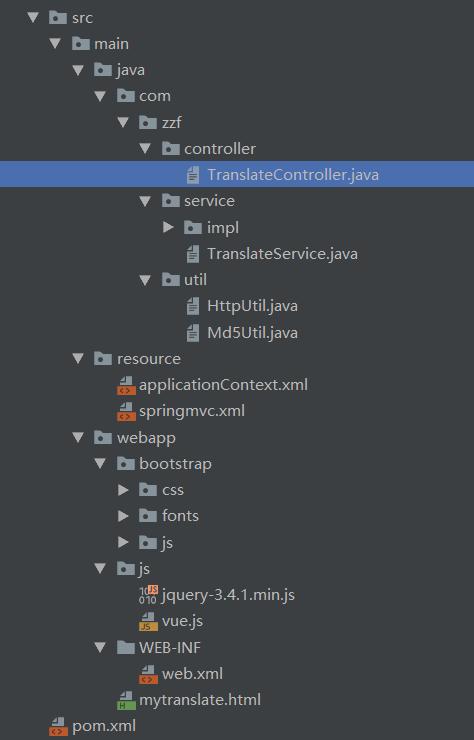 src
main
java
com
zzf
controller
TranslateController.java
service
impl
TranslateService.java
util
HttpUtil.java
Md5Util.java
resource
applicationContext.xml
springmvc.xml
webapp
bootstrap
css
fonts
js
js
jquery-3.4.1.min.js
vue.js
WEB-INF
web.xml
mytranslate.html
pom.xml